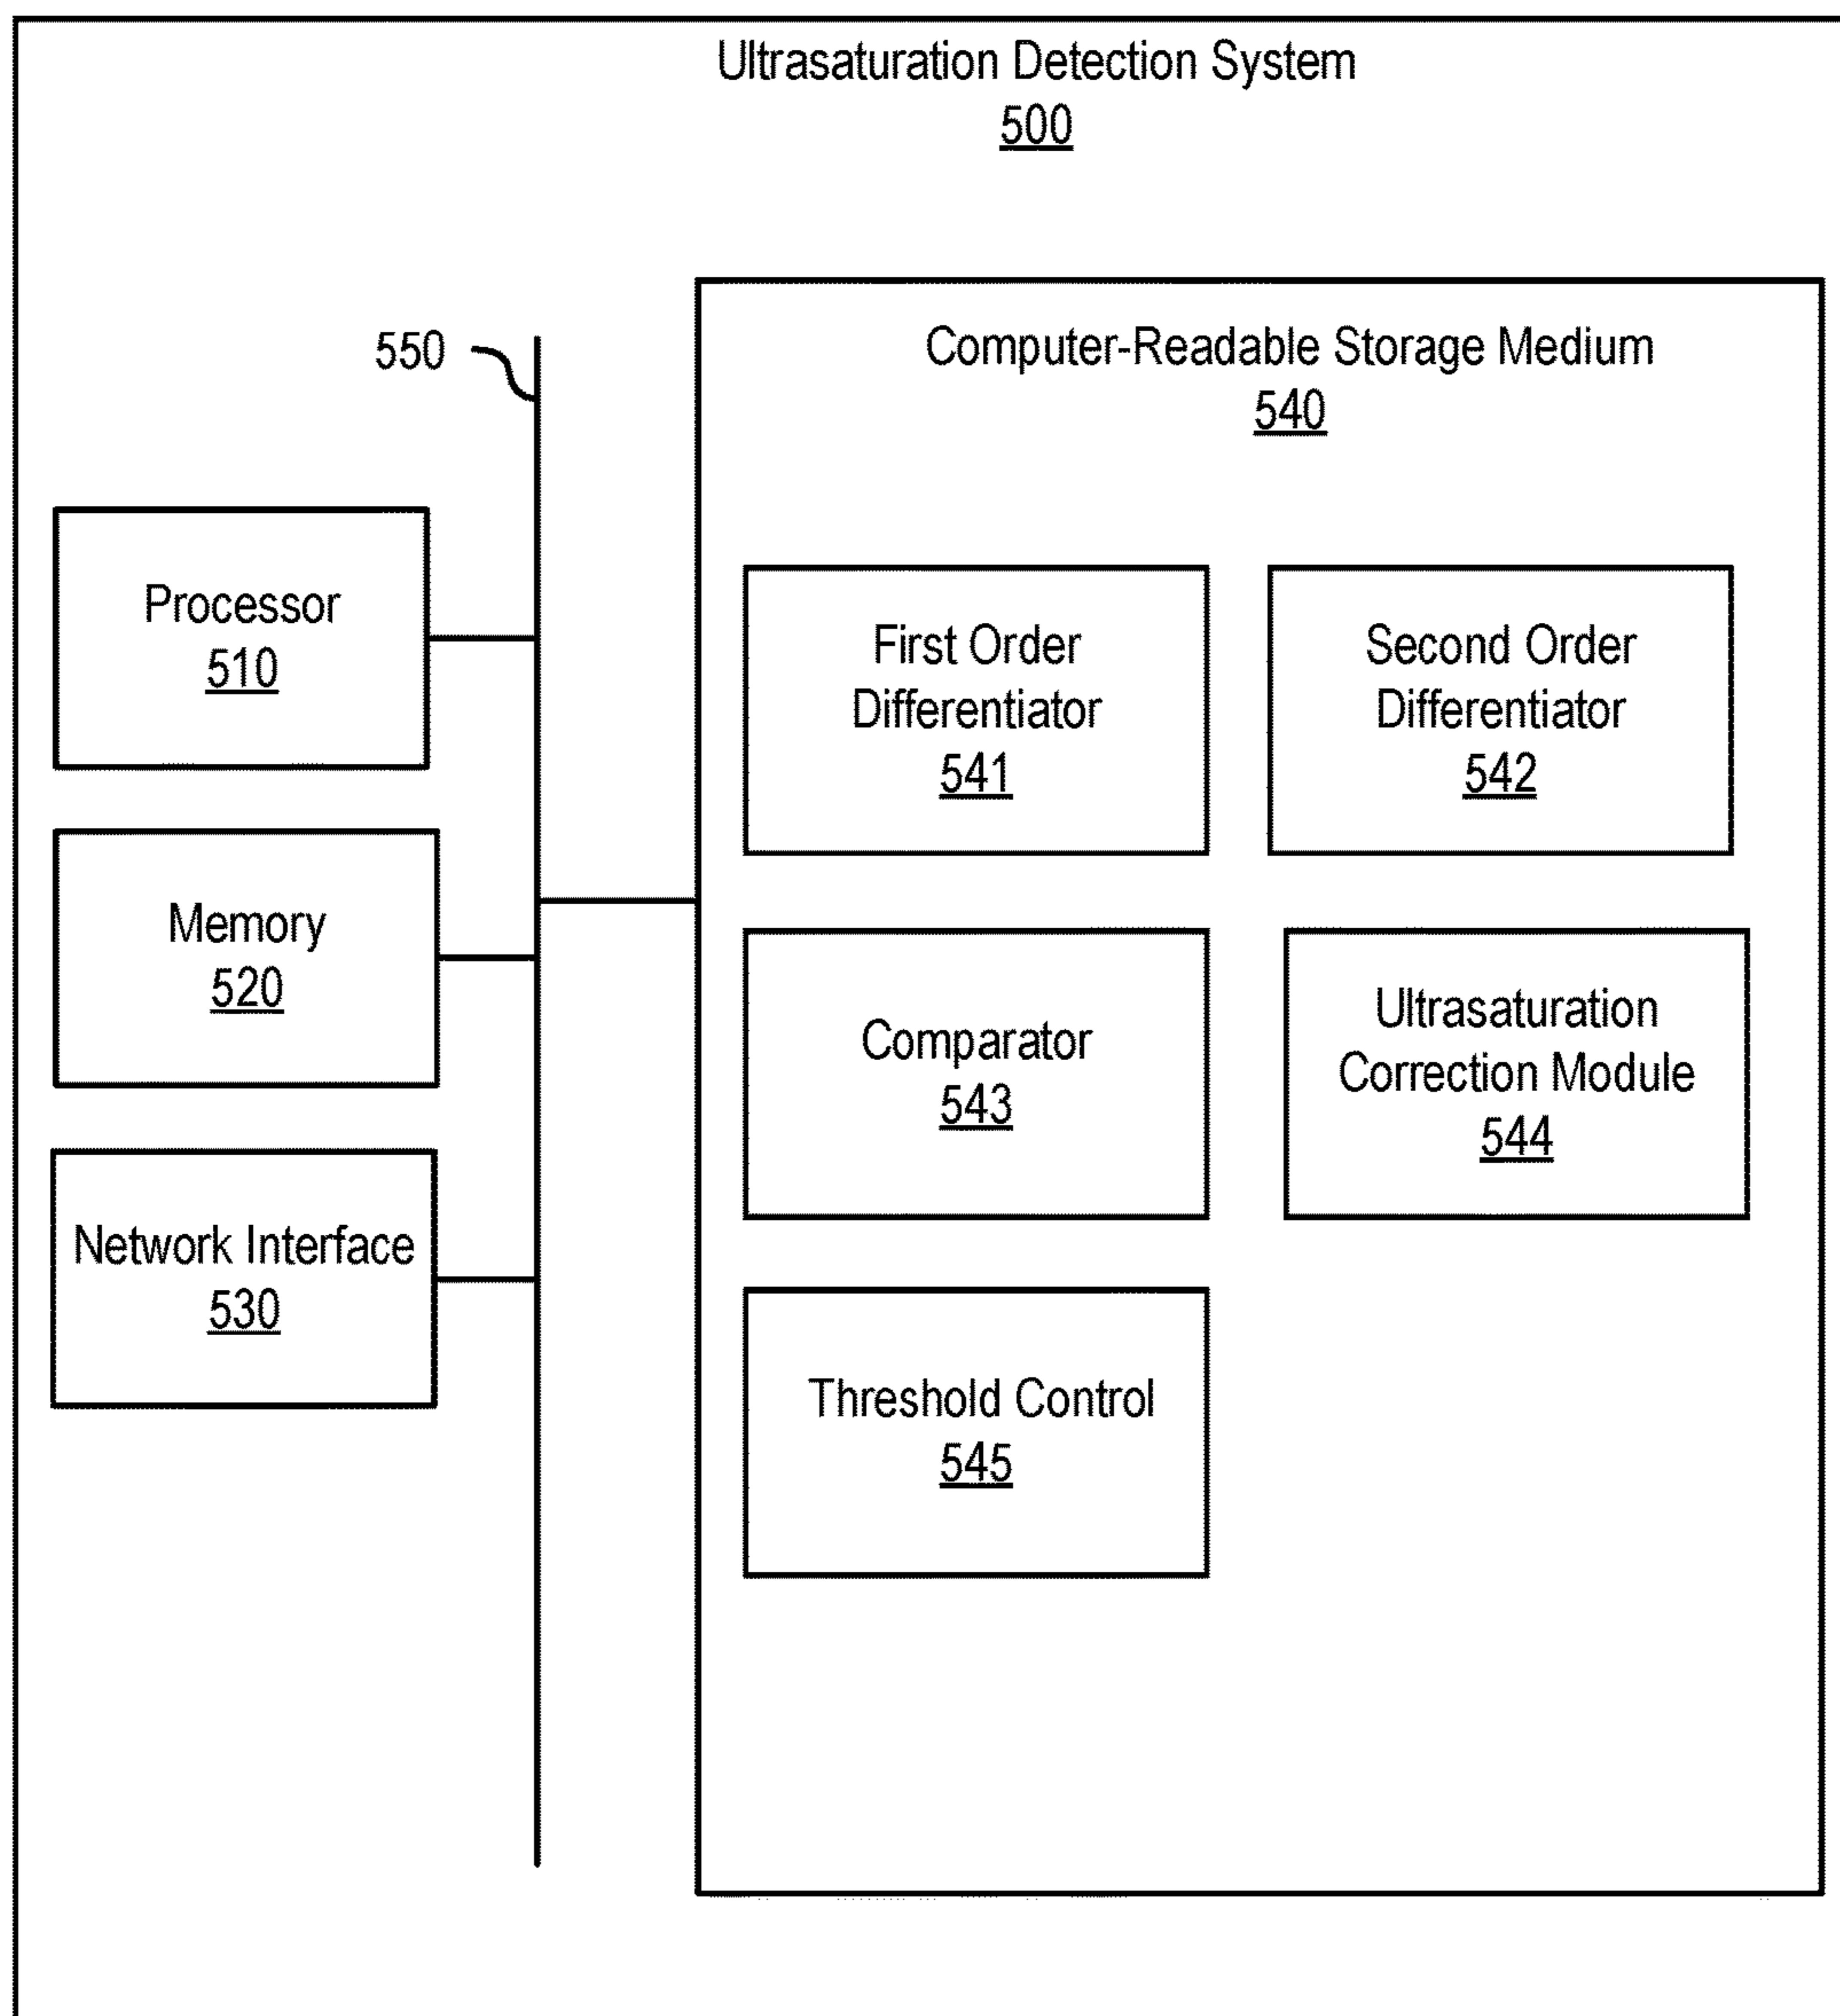 Ultrasaturation Detection System
500
550
Computer-Readable Storage Medium
540
Processor
510
First Order
Differentiator
541
Second Order
Differentiator
542
Memory
520
Comparator
543
Ultrasaturation
Correction Module
544
Network Interface
530
Threshold Control
545